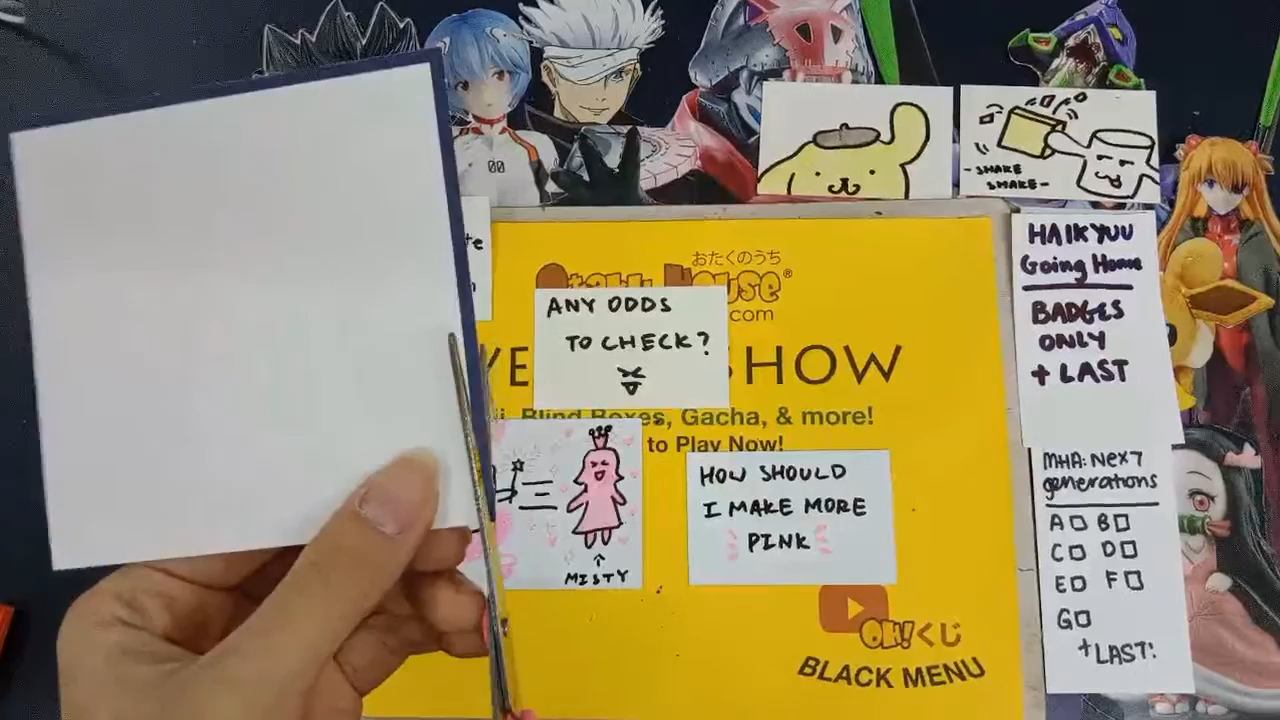 00
- SHAKE
SHAKE -
HAIKYUU
Going Home
BADGES
ONLY
+ LAST
おたくのうち
.com
ANY ODDS
TO CHECK?
SHOW
Blind Boxes, Gacha, & more!
to Play Now!
MISTY
HOW SHOULD
I MAKE MORE
PINK
MHA: NEXT
generations
A B
C D
E F
G
+LAST!
OH!くじ
BLACK MENU